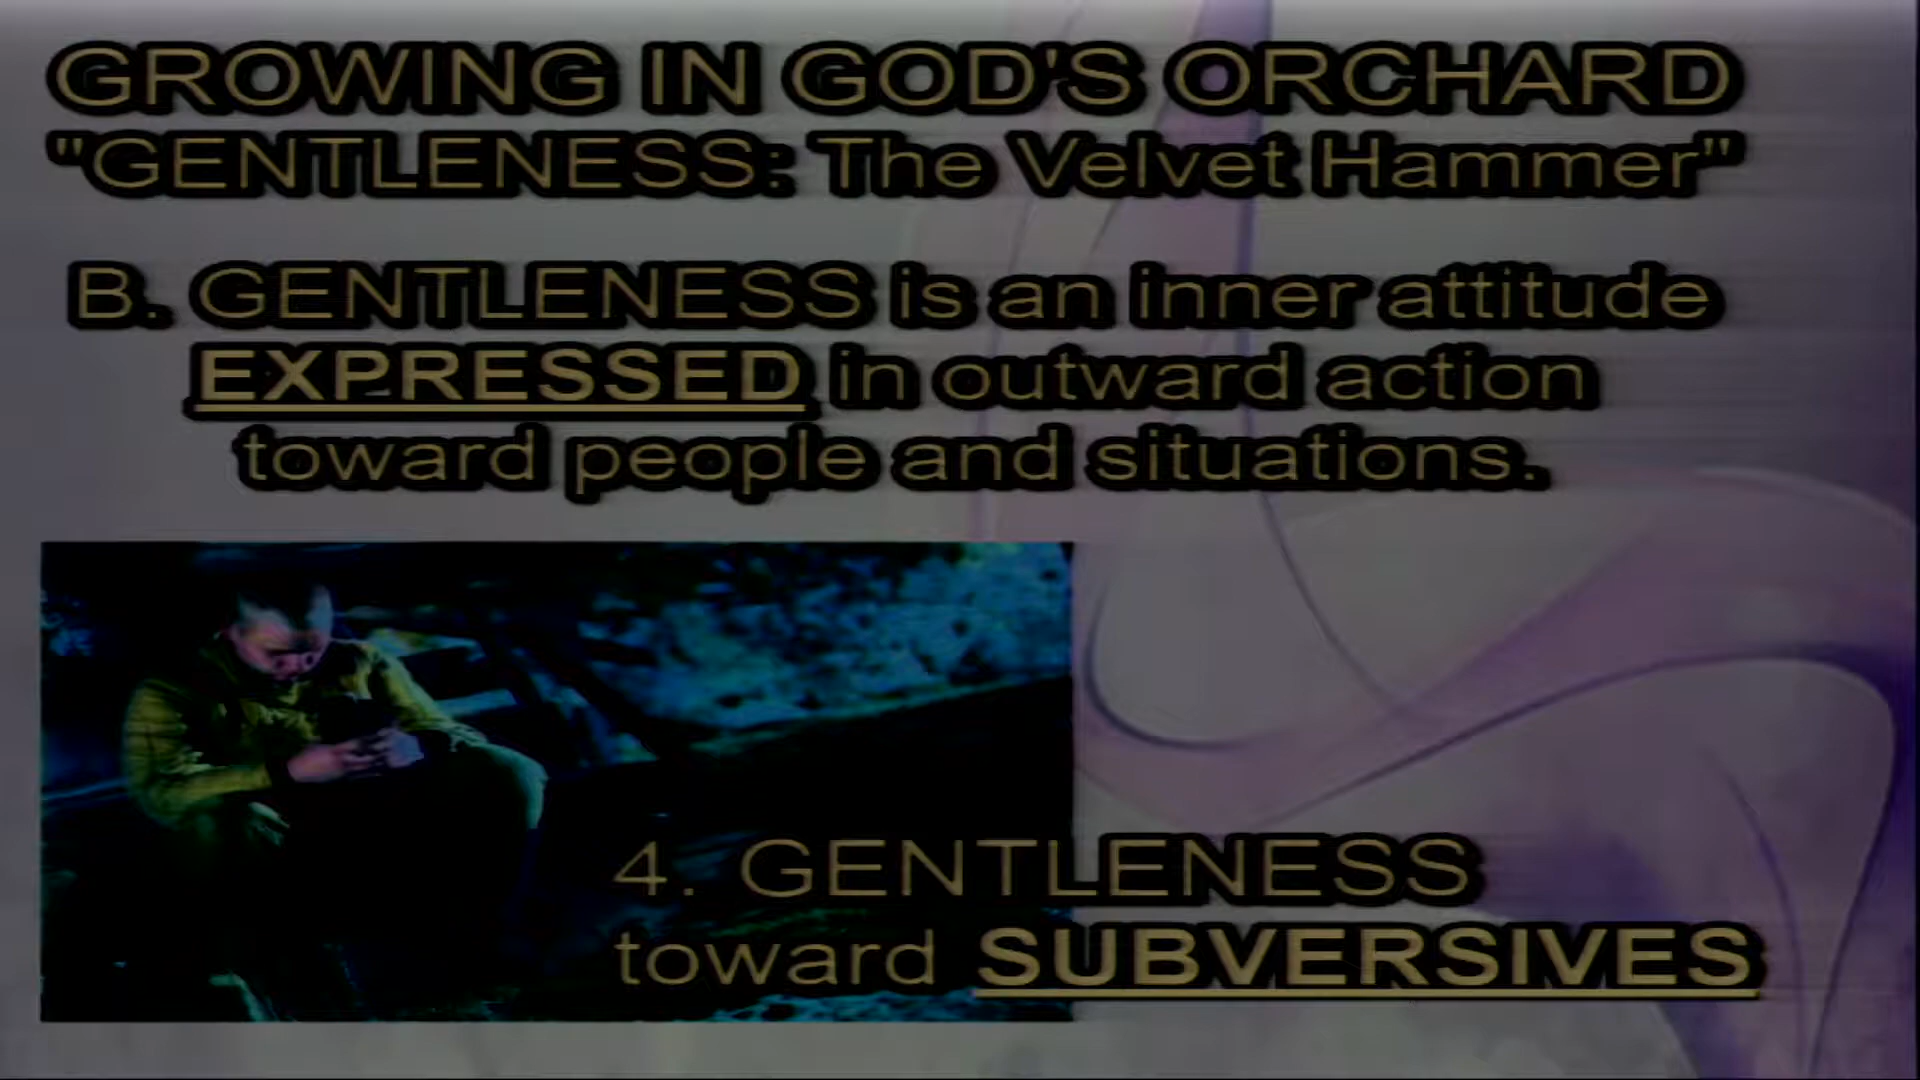 GROWING IN GOD'S ORCHARD
"GENTLENESS: The Velvet Hammer"
B. GENTLENESS is an inner attitude
EXPRESSED in outward action
toward people and situations.
4. GENTLENESS
toward SUBVERSIVES